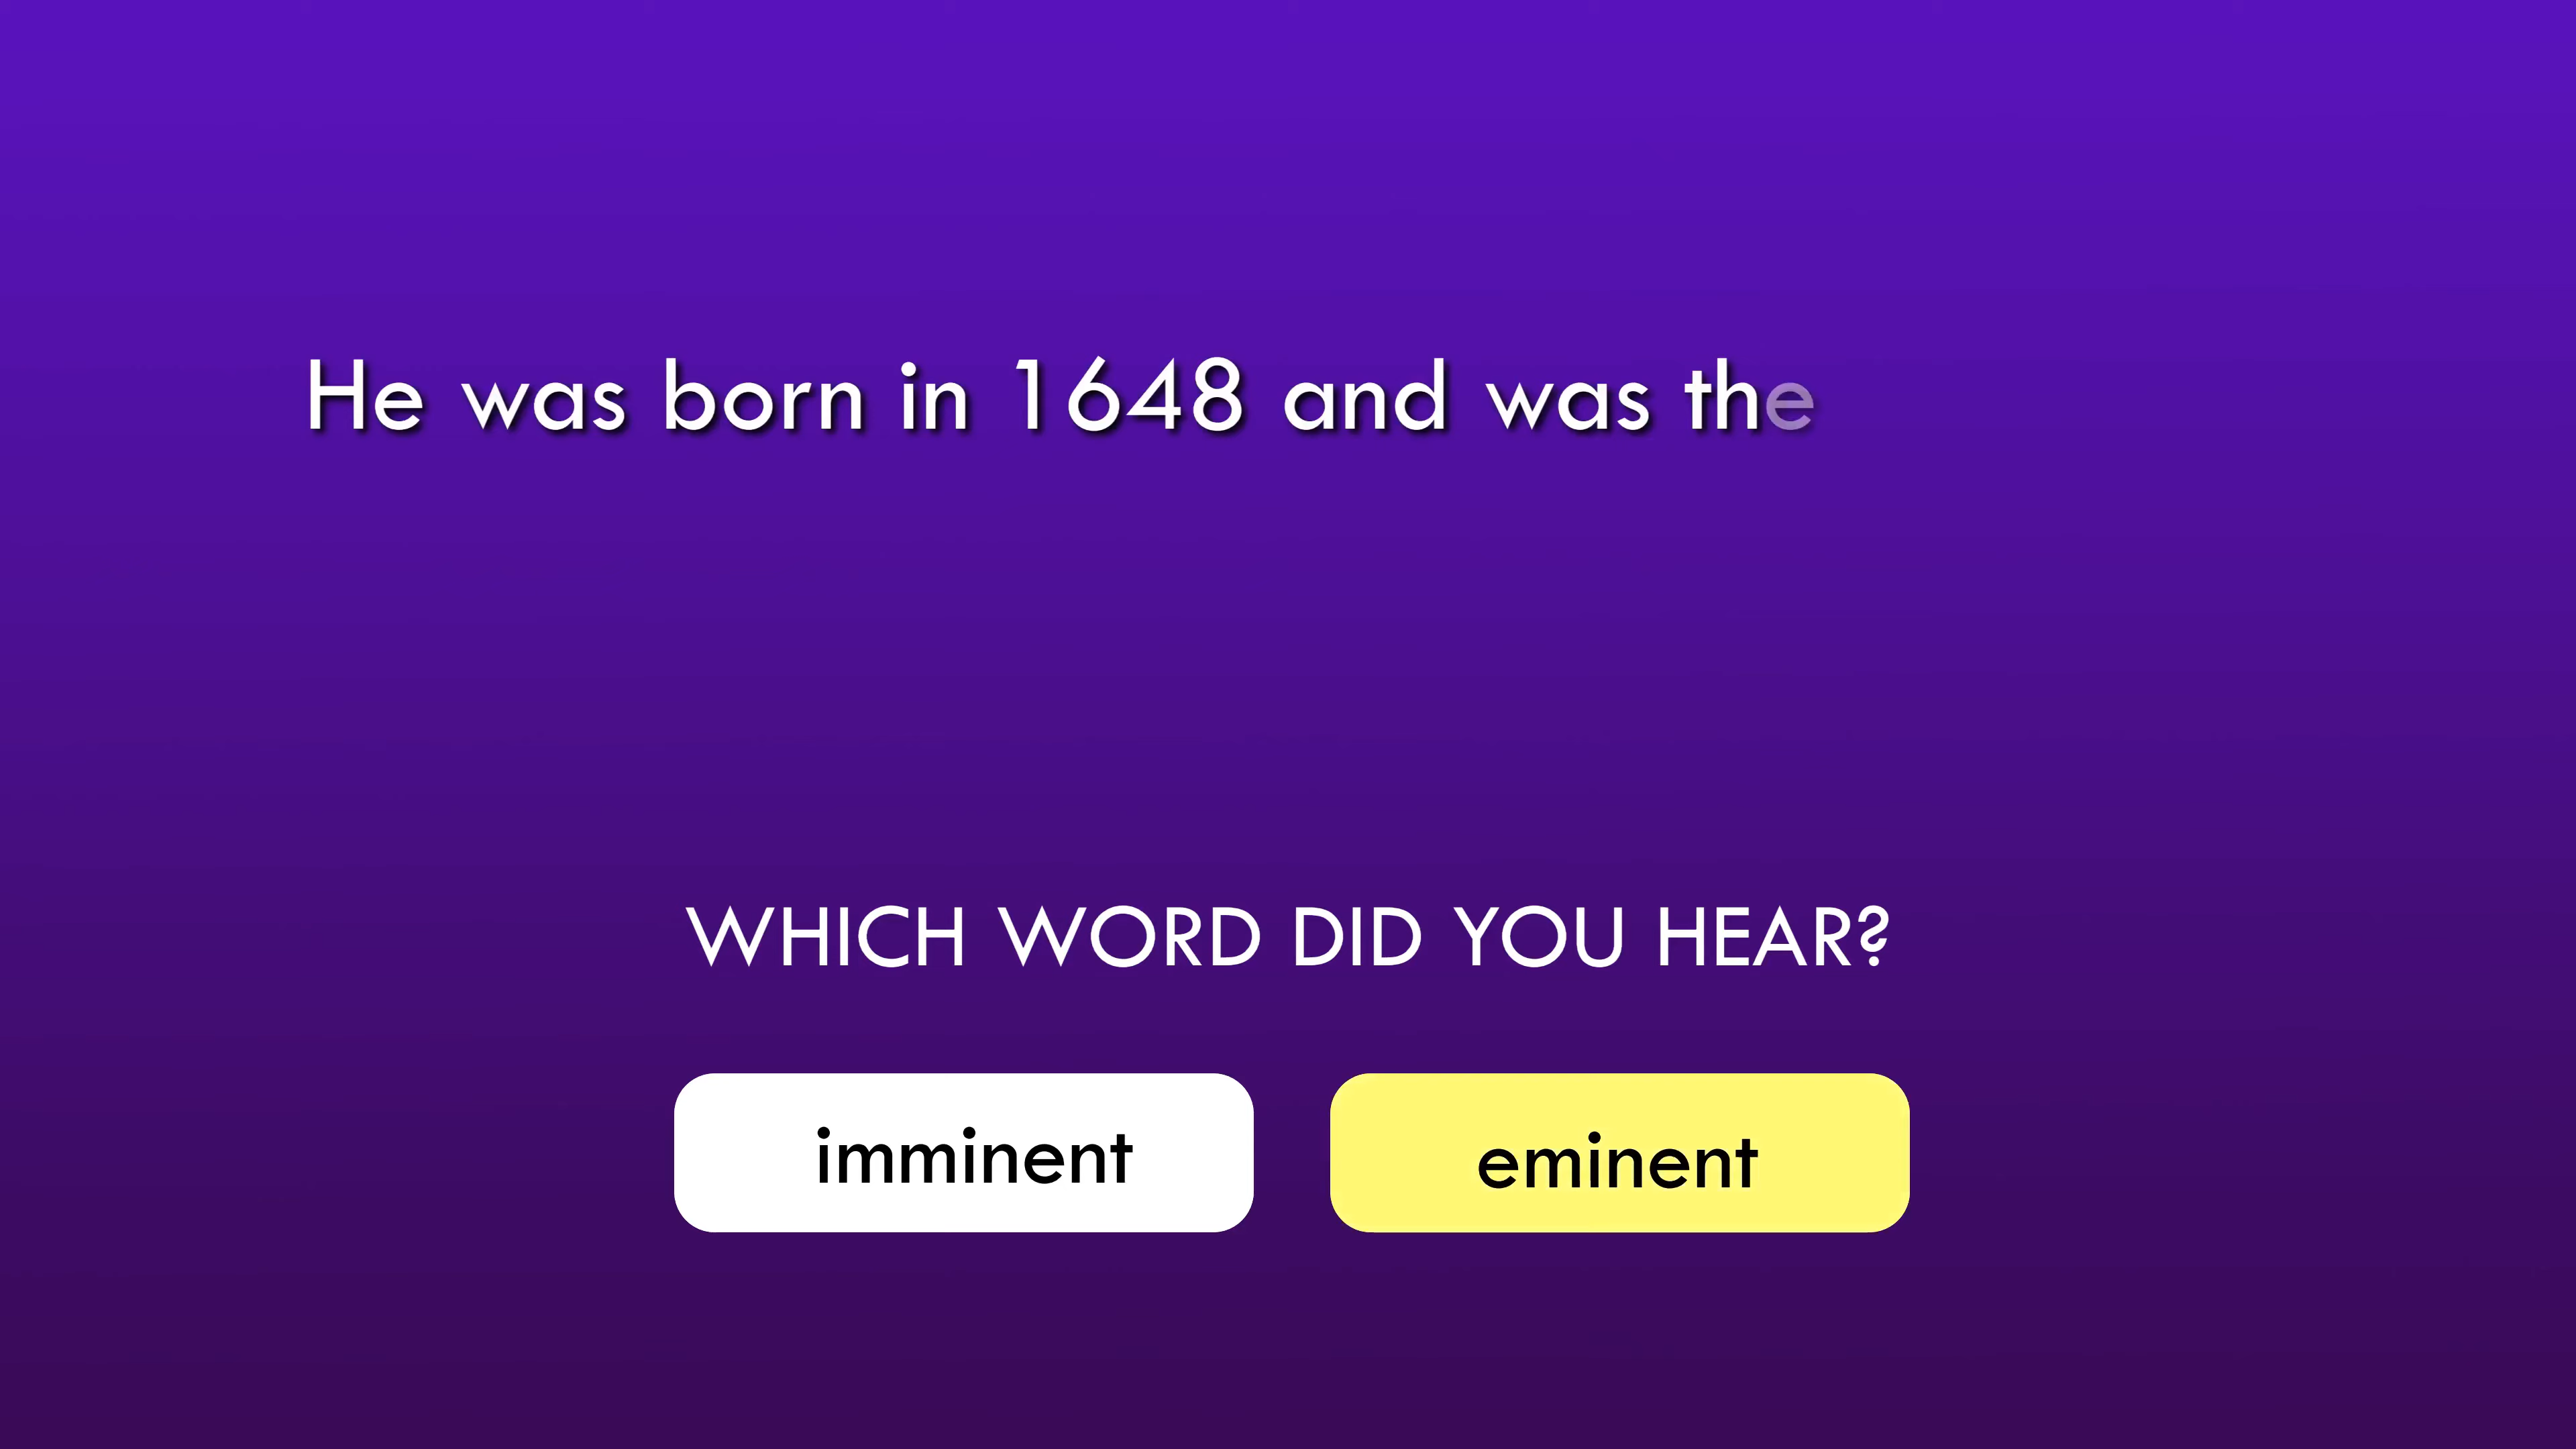 He was born in 1648 and was the
WHICH WORD DID YOU HEAR?
imminent
eminent